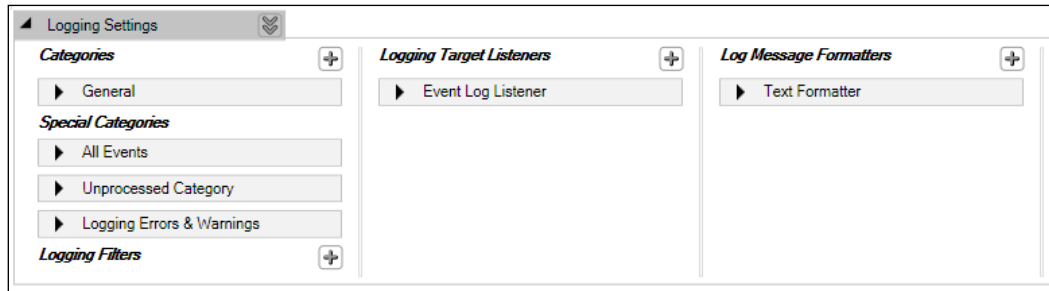 Logging Settings
Categories
General
Special Categories
All Events
Unprocessed Category
Logging Errors & Warnings
Logging Filters
Logging Target Listeners
Event Log Listener
Log Message Formatters
Text Formatter